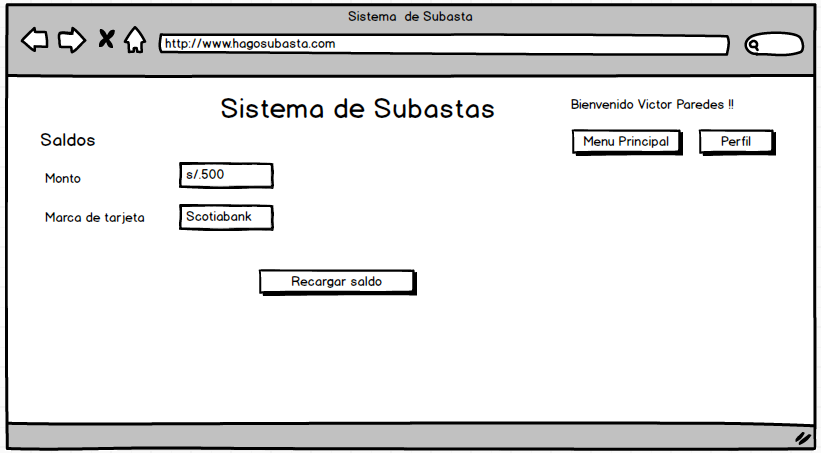 Sistema de Subasta
http://www.hagosubasta.com
Sistema de Subastas
Bienvenido Victor Paredes !!
Menu Principal
Perfil
Saldos
Monto
s/.500
Marca de tarjeta
Scotiabank
Recargar saldo